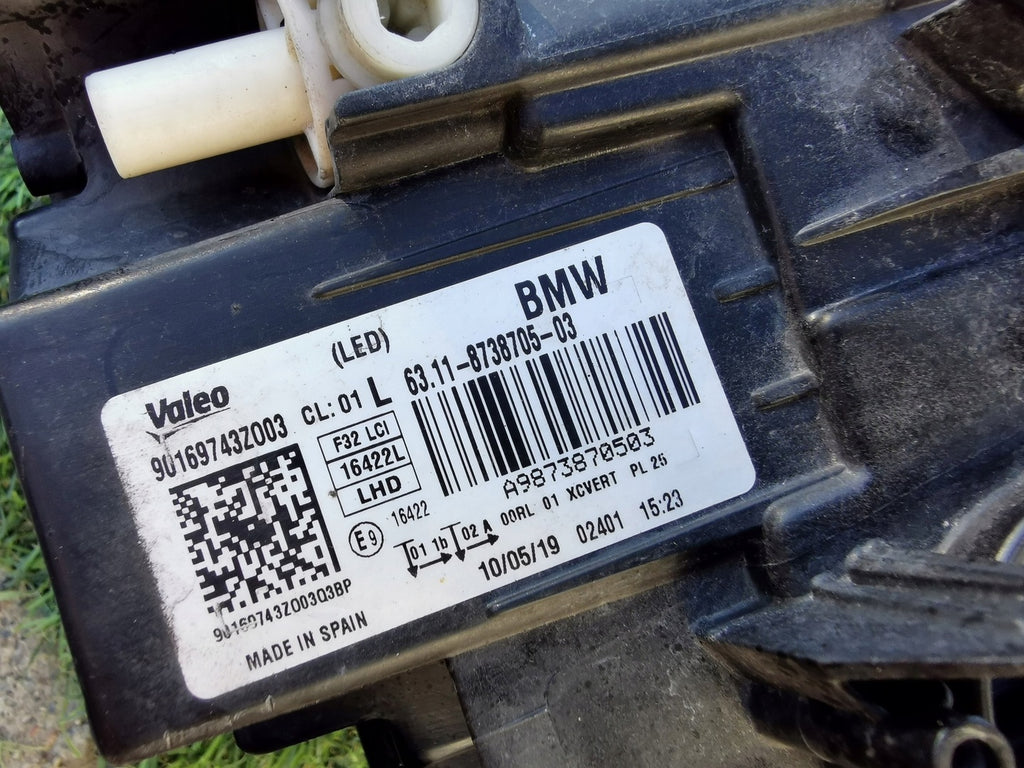 BMW
(LED)
63.11-8738705-03
Valeo
CL: 01 L
90169743Z003
F32 LCI
16422L
LHD
A9873870503
E9
16422
01 1b 02 A 00RL 01 XCVERT PL 25
10/05/19 02401 15:23
90169743Z003Q3BP
MADE IN SPAIN